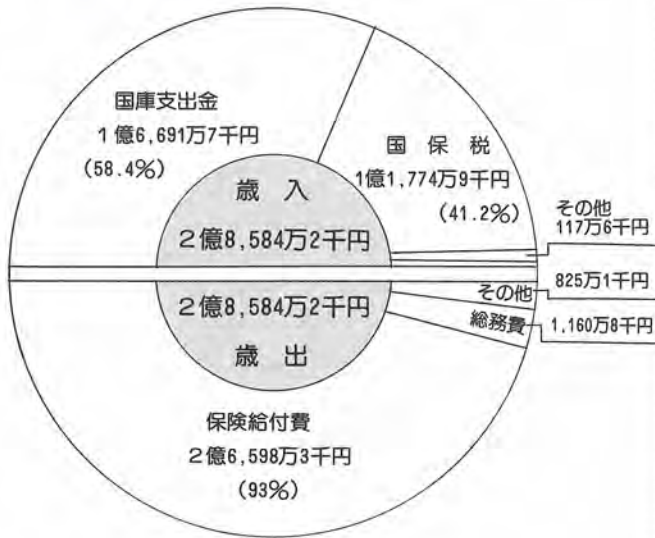 国庫支出金
1億6,691万7千円
(58.4%)
国保税
1億1,774万9千円
(41.2%)
その他
117万6千円
歳入
2億8,584万2千円
2億8,584万2千円
歳出
その他
825万1千円
総務費
1,160万8千円
保険給付費
2億6,598万3千円
(93%)